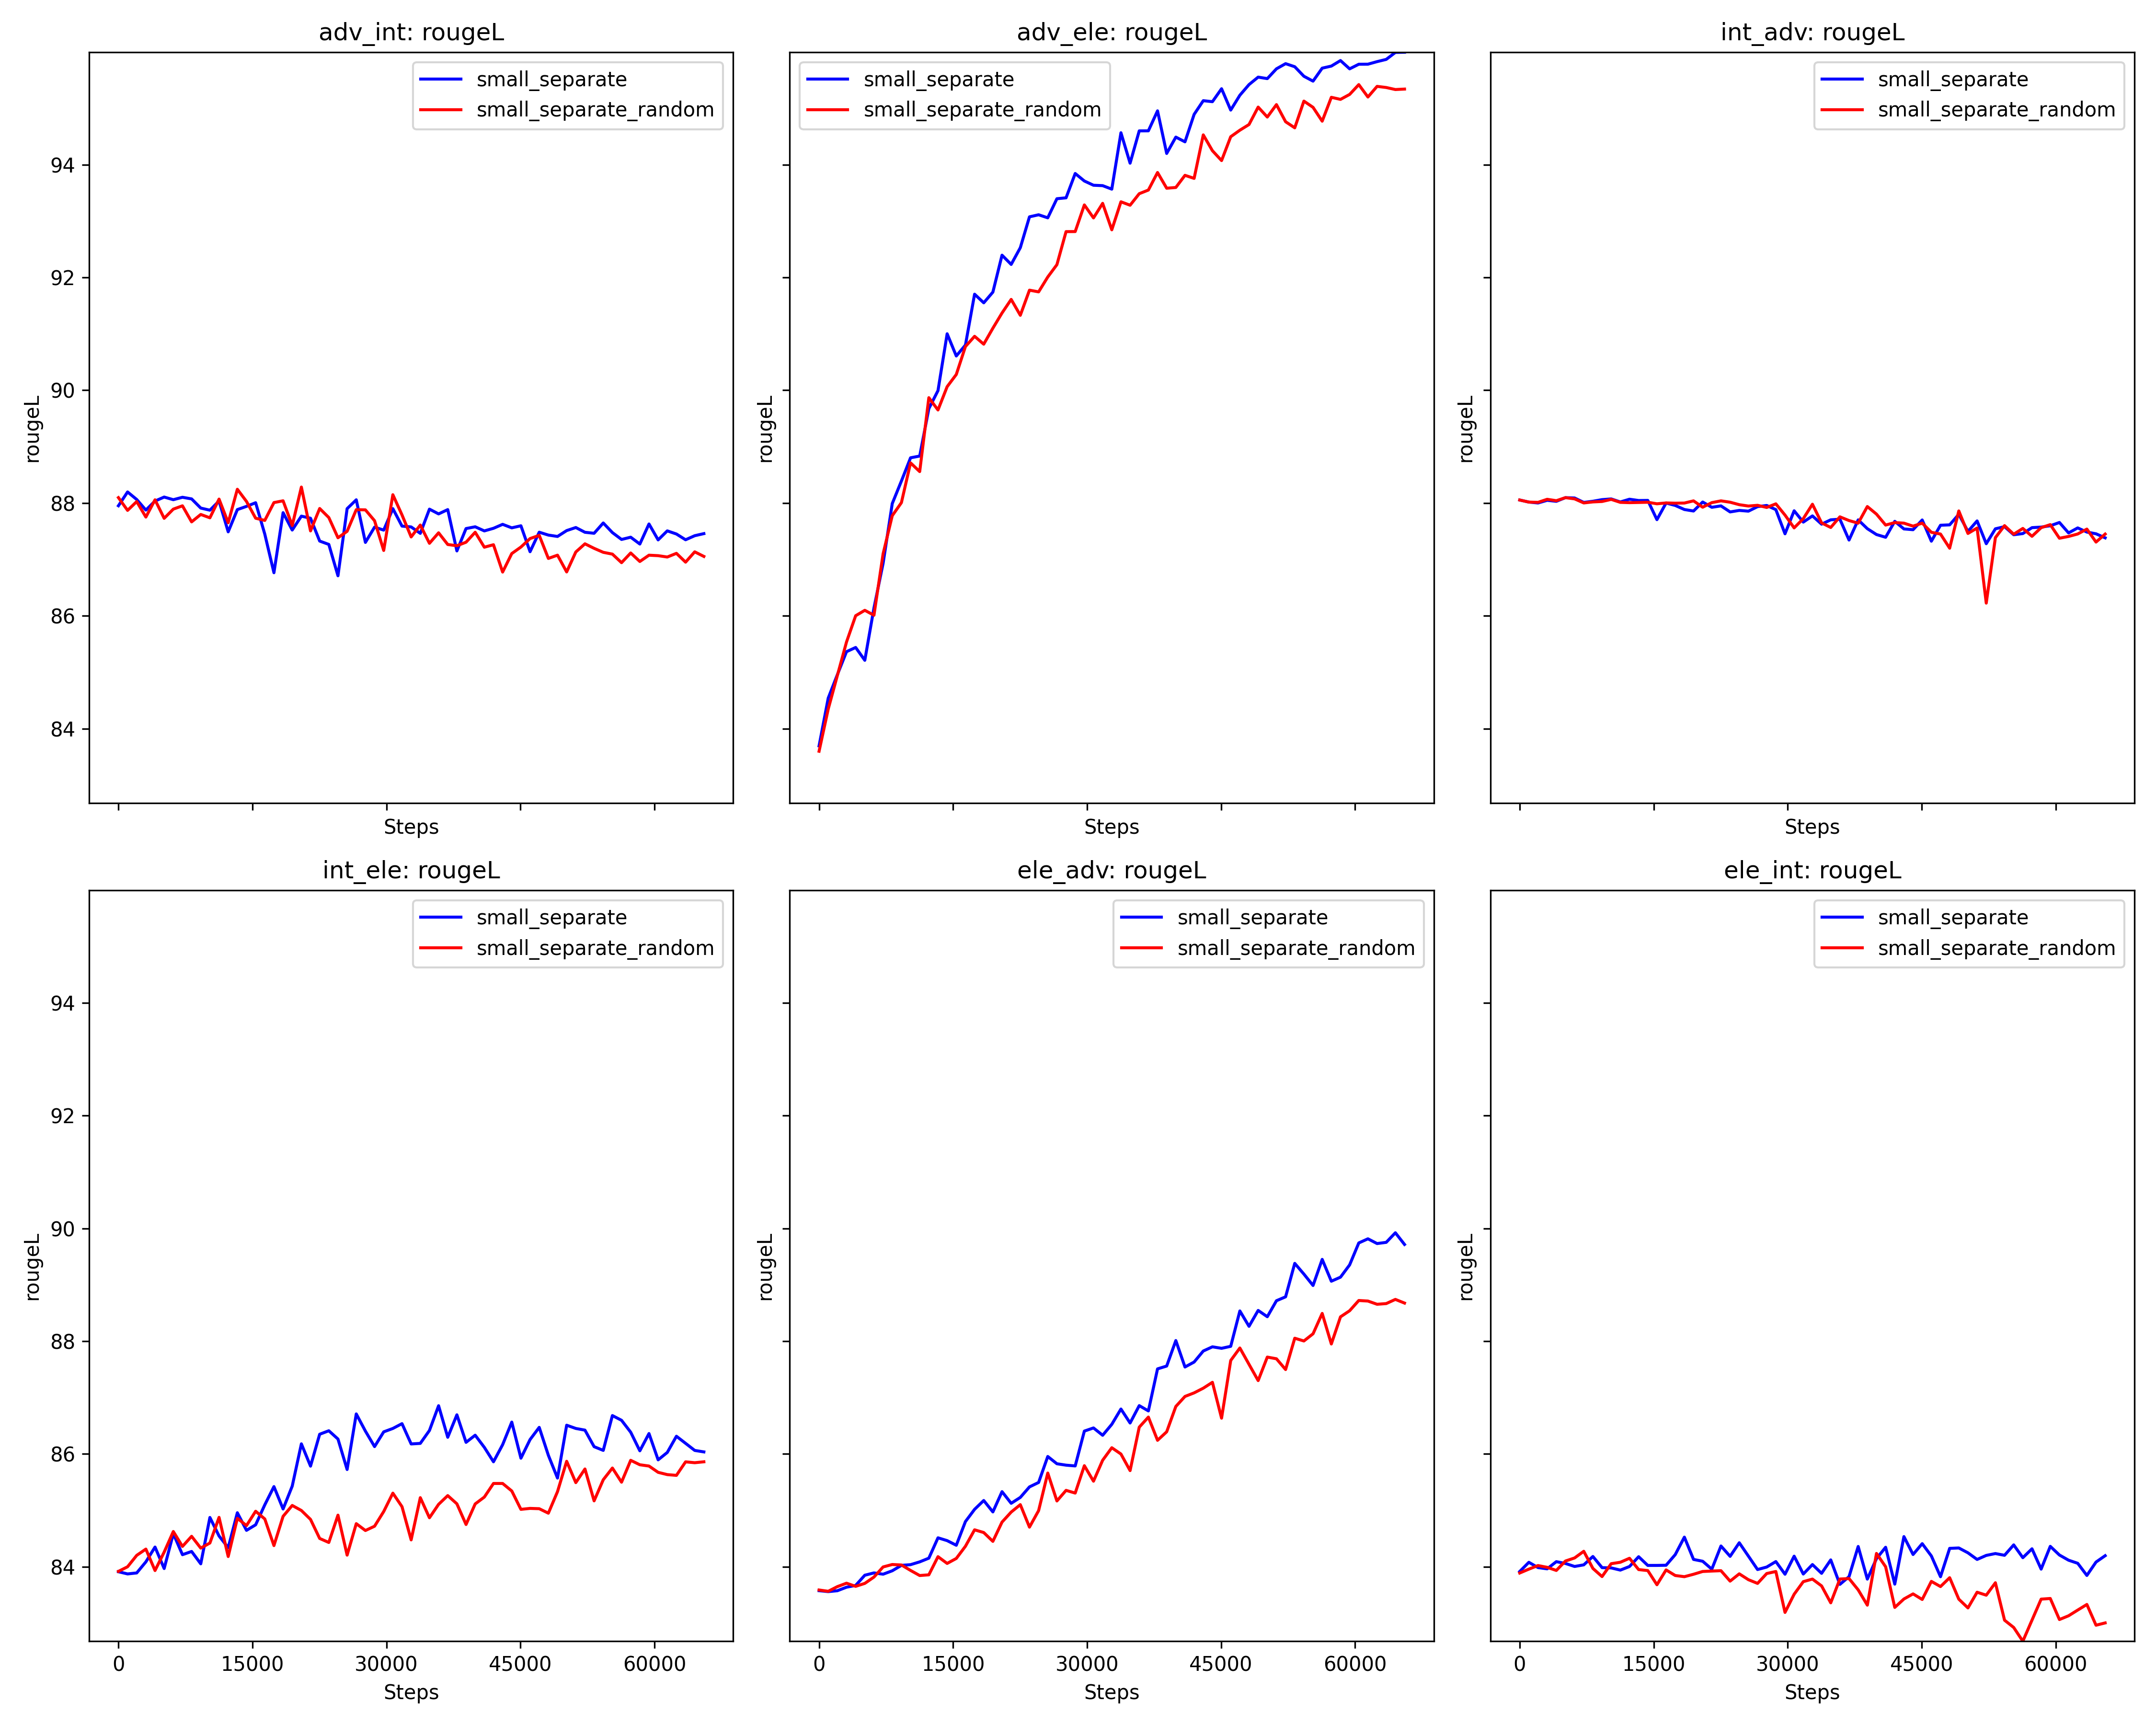 adv_int: rougeL
adv_ele: rougeL
int_adv: rougeL
small_separate
small_separate_random
small_separate
small_separate_random
small_separate
small_separate_random
94
92
90
88
86
84
rougeL
rougeL
rougeL
Steps
Steps
Steps
int_ele: rougeL
ele_adv: rougeL
ele_int: rougeL
small_separate
small_separate_random
small_separate
small_separate_random
small_separate
small_separate_random
94
92
90
88
86
84
rougeL
rougeL
rougeL
0 15000 30000 45000 60000
0 15000 30000 45000 60000
0 15000 30000 45000 60000
Steps
Steps
Steps